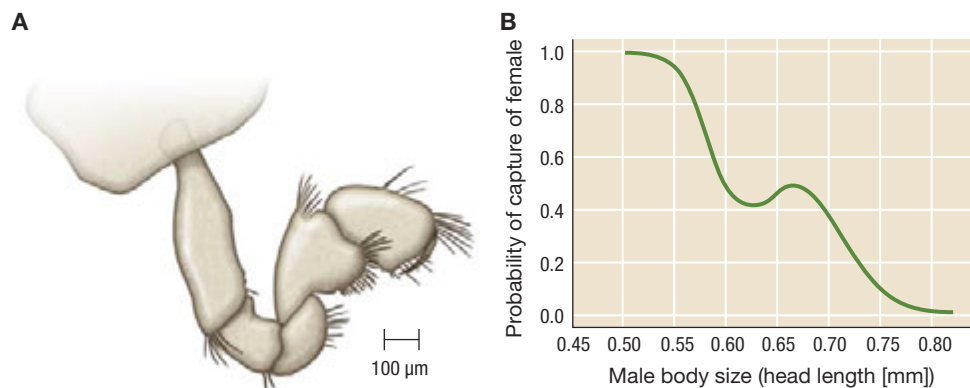 A
B
100 µm
Probability of capture of female
1.0
0.8
0.6
0.4
0.2
0.0
0.45 0.50 0.55 0.60 0.65 0.70 0.75 0.80
Male body size (head length [mm])